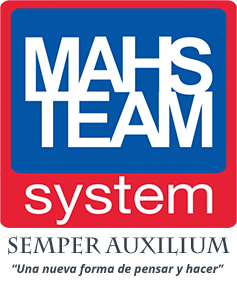 MAHS
TEAM
system
SEMPER AUXILIUM
“Una nueva forma de pensar y hacer”